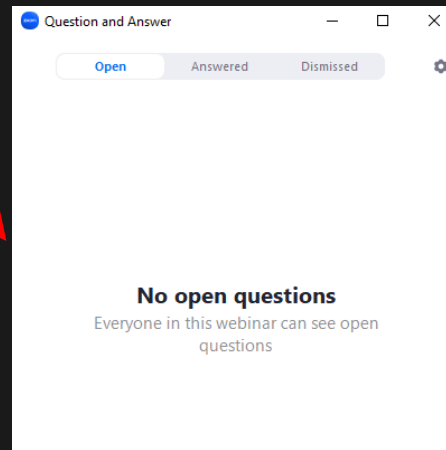 Question and Answer
Open Answered Dismissed
No open questions
Everyone in this webinar can see open
questions